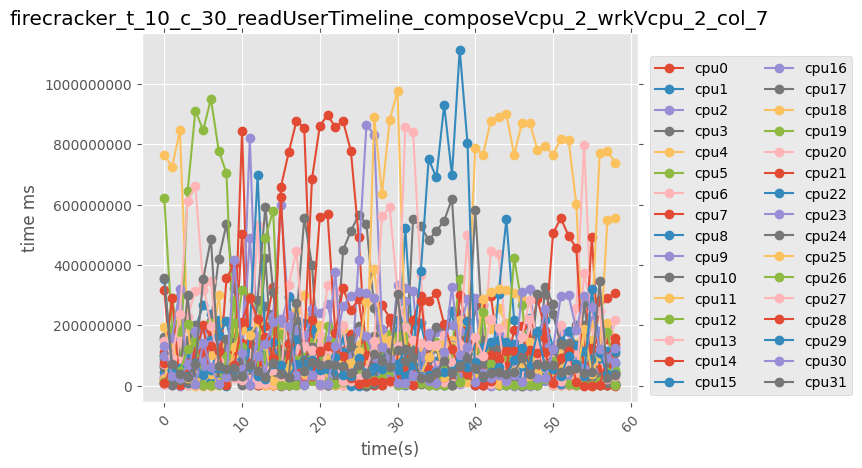 firecracker_t_10_c_30_readUserTimeline_composeVcpu_2_wrkVcpu_2_col_7
1000000000
800000000
600000000
400000000
200000000
0
time ms
0
10
20
30
40
50
60
time(s)
cpu0
cpu1
cpu2
cpu3
cpu4
cpu5
cpu6
cpu7
cpu8
cpu9
cpu10
cpu11
cpu12
cpu13
cpu14
cpu15
cpu16
cpu17
cpu18
cpu19
cpu20
cpu21
cpu22
cpu23
cpu24
cpu25
cpu26
cpu27
cpu28
cpu29
cpu30
cpu31